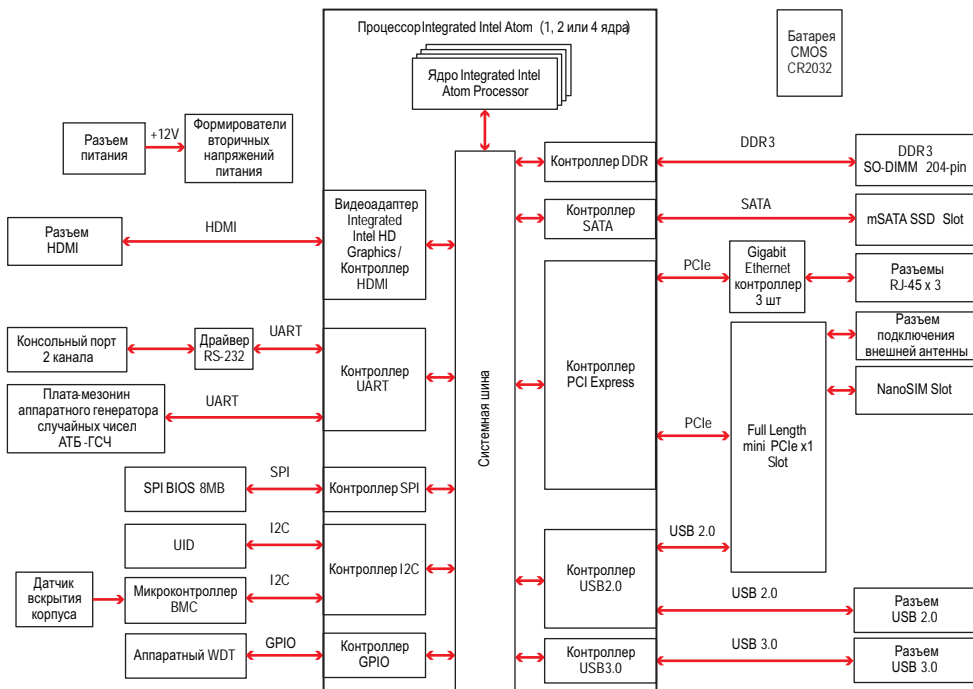 Процессор Integrated Intel Atom (1, 2 или 4 ядра)
Ядро Integrated Intel
Atom Processor
Батарея
CMOS
CR2032
Разъем
питания
+12V
Формирователи
вторичных
напряжений
питания
Контроллер DDR
DDR3
DDR3
SO-DIMM 204-pin
Разъем
HDMI
HDMI
Видеоадаптер
Integrated
Intel HD
Graphics /
Контроллер
HDMI
Контроллер
SATA
SATA
mSATA SSD Slot
PCIe
Gigabit
Ethernet
контроллер
3 шт
Разъемы
RJ-45 x 3
Консольный порт
2 канала
Драйвер
RS-232
UART
Контроллер
UART
Системная шина
Контроллер
PCI Express
Разъем
подключения
внешней антенны
NanoSIM Slot
Плата-мезонин
аппаратного генератора
случайных чисел
АТБ-ГСЧ
UART
PCIe
Full Length
mini PCIe x1
Slot
SPI BIOS 8MB
SPI
Контроллер SPI
UID
I2C
Контроллер I2C
Контроллер
USB2.0
USB 2.0
Датчик
вскрытия
корпуса
Микроконтроллер
BMC
I2C
USB 2.0
Разъем
USB 2.0
Аппаратный WDT
GPIO
Контроллер
GPIO
Контроллер
USB3.0
USB 3.0
Разъем
USB 3.0